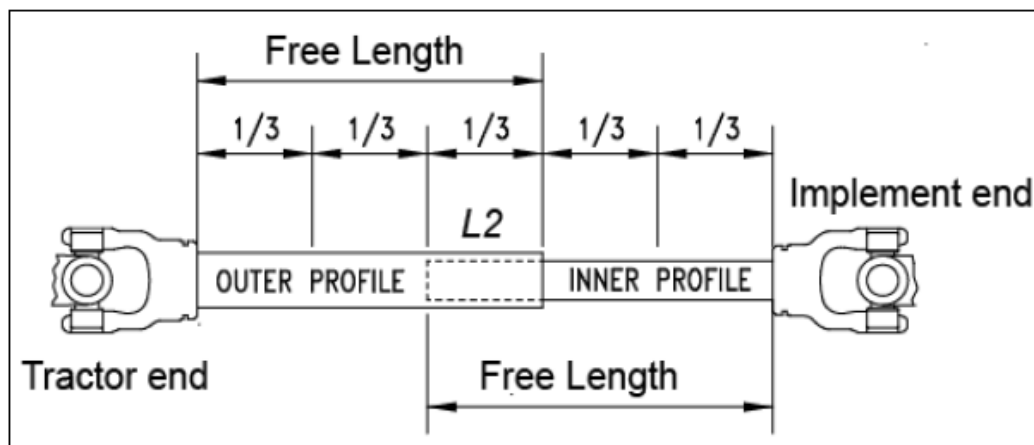 Free Length
1/3 1/3 1/3 1/3 1/3
Implement end
L2
OUTER PROFILE INNER PROFILE
Tractor end
Free Length